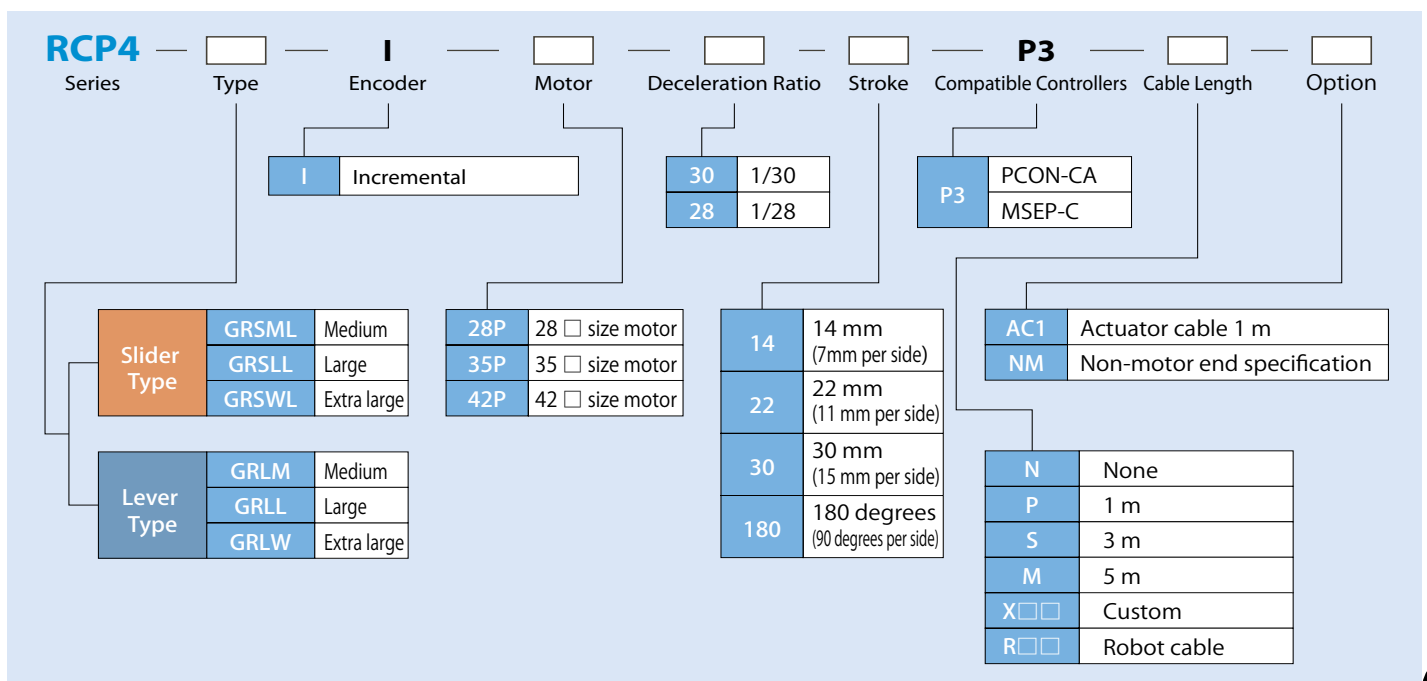 RCP4 — □ — I — □ — □ — □ — P3 — □ — □
Series Type Encoder Motor Deceleration Ratio Stroke Compatible Controllers Cable Length Option
I Incremental
30 1/30
28 1/28
P3 PCON-CA
MSEP-C
Slider Type
GRSML Medium
GRSLL Large
GRSWL Extra large
Lever Type
GRLM Medium
GRLL Large
GRLW Extra large
28P 28 □ size motor
35P 35 □ size motor
42P 42 □ size motor
14 14 mm
(7mm per side)
22 22 mm
(11 mm per side)
30 30 mm
(15 mm per side)
180 180 degrees
(90 degrees per side)
AC1 Actuator cable 1 m
NM Non-motor end specification
N None
P 1 m
S 3 m
M 5 m
X□□ Custom
R□□ Robot cable